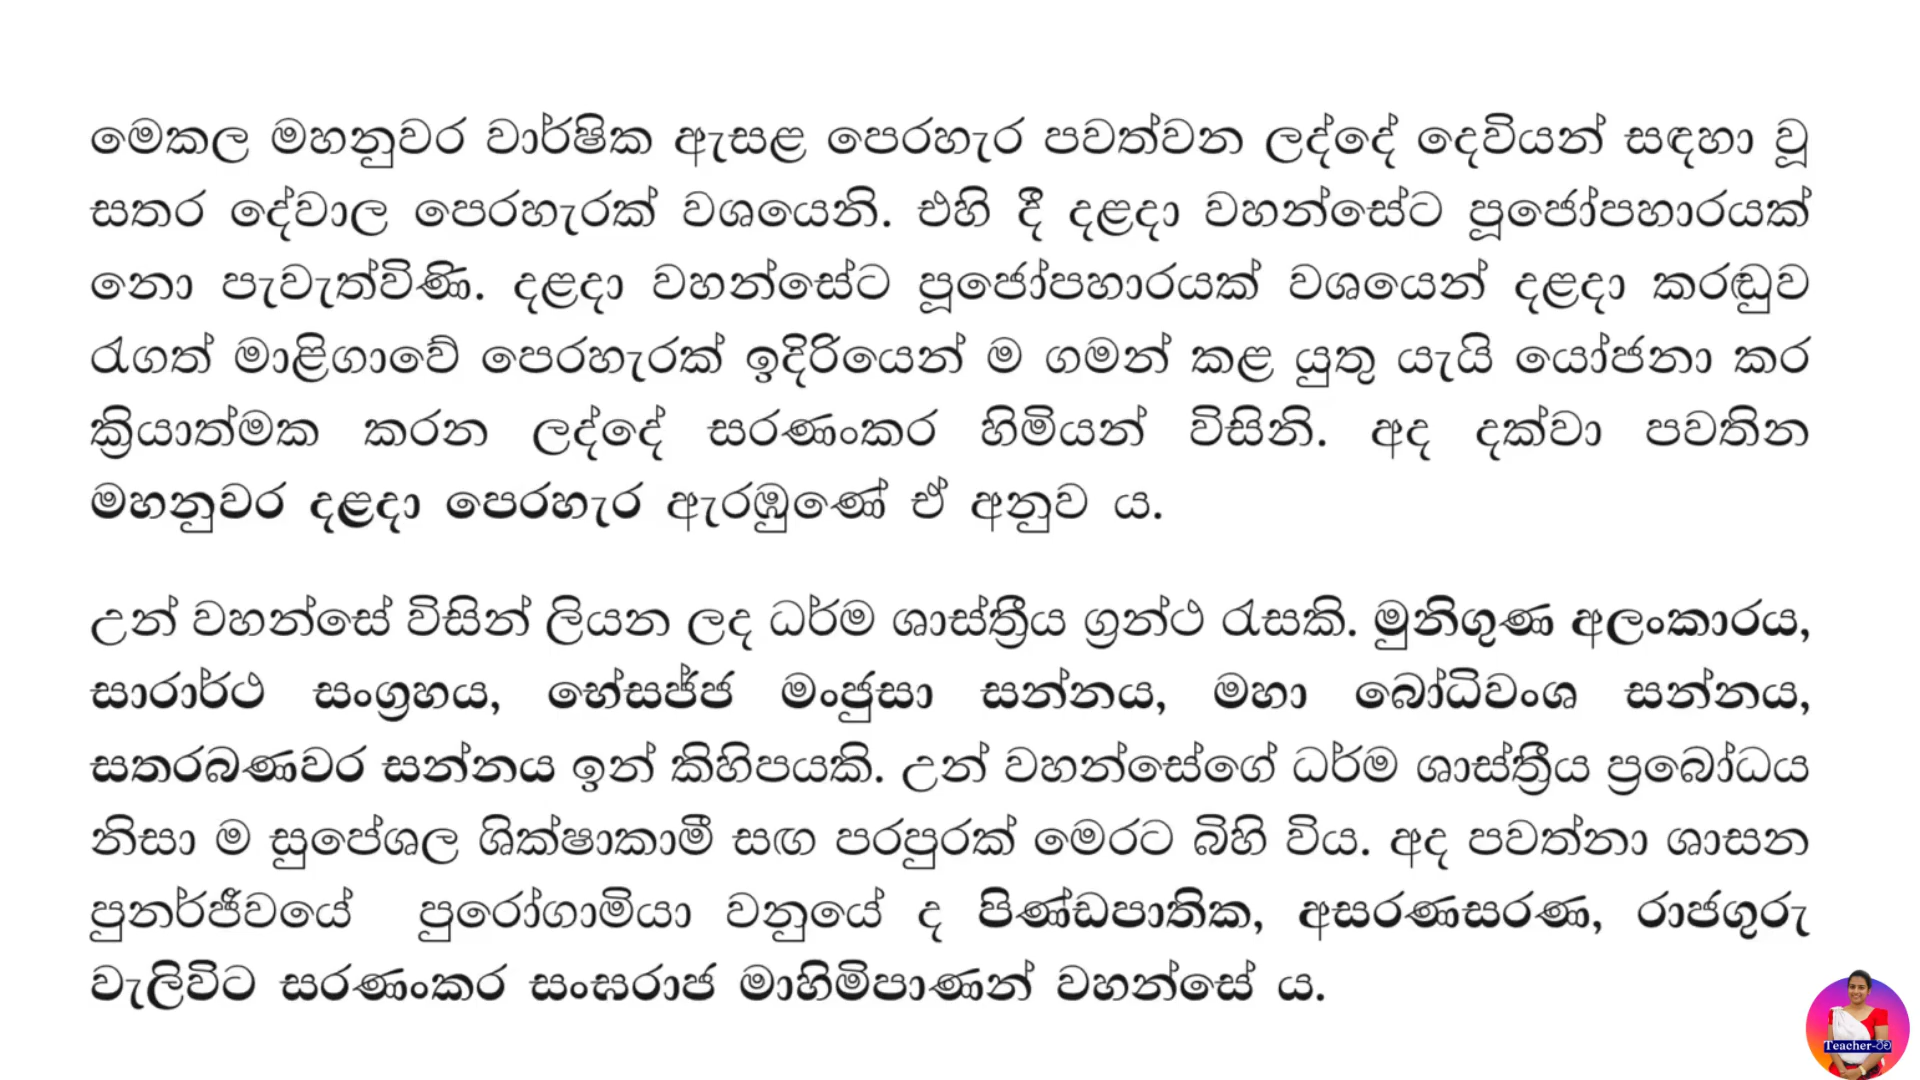 මෙකල මහනුවර වාර්ෂික ඇසළ පෙරහැර පවත්වන ලද්දේ දෙවියන් සඳහා වූ
සතර දේවාල පෙරහැරක් වශයෙනි. එහි දී දළදා වහන්සේට පූජෝපහාරයක්
නො පැවැත්විණි. දළදා වහන්සේට පූජෝපහාරයක් වශයෙන් දළදා කරඬුව
රැගත් මාළිගාවේ පෙරහැරක් ඉදිරියෙන් ම ගමන් කළ යුතු යැයි යෝජනා කර
ක්‍රියාත්මක කරන ලද්දේ සරණංකර හිමියන් විසිනි. අද දක්වා පවතින
මහනුවර දළදා පෙරහැර ඇරඹුණේ ඒ අනුව ය.
උන් වහන්සේ විසින් ලියන ලද ධර්ම ශාස්ත්‍රීය ග්‍රන්ථ රැසකි. මුනිගුණ අලංකාරය,
සාරාර්ථ සංග්‍රහය, භේසජ්ජ මංජුසා සන්නය, මහා බෝධිවංශ සන්නය,
සතරබණවර සන්නය ඉන් කිහිපයකි. උන් වහන්සේගේ ධර්ම ශාස්ත්‍රීය ප්‍රබෝධය
නිසා ම සුපේශල ශික්ෂාකාමී සඟ පරපුරක් මෙරට බිහි විය. අද පවත්නා ශාසන
පුනර්ජීවයේ පුරෝගාමියා වනුයේ ද පිණ්ඩපාතික, අසරණසරණ, රාජගුරු
වැලිවිට සරණංකර සංඝරාජ මාහිමිපාණන් වහන්සේ ය.
Teacher-ටීච